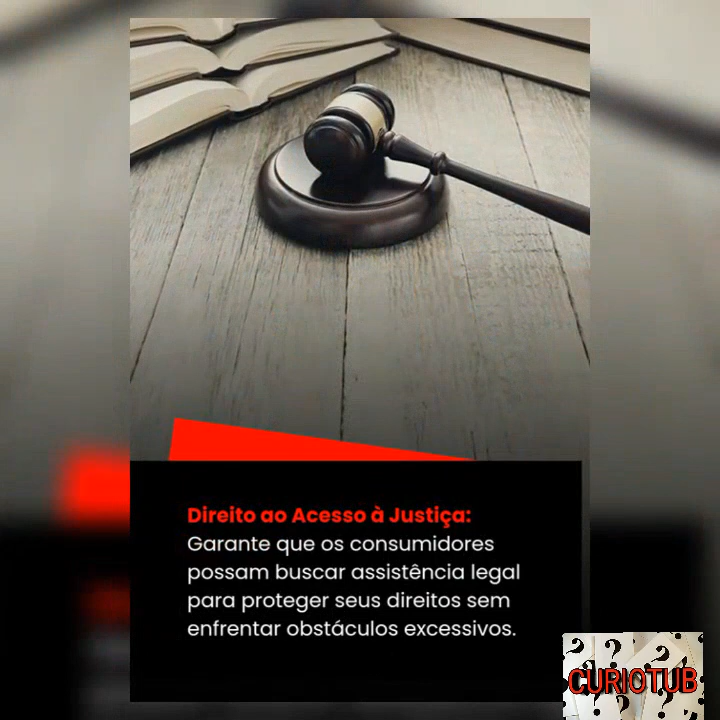 Direito ao Acesso à Justiça:
Garante que os consumidores
possam buscar assistência legal
para proteger seus direitos sem
enfrentar obstáculos excessivos.
CURIOTUB